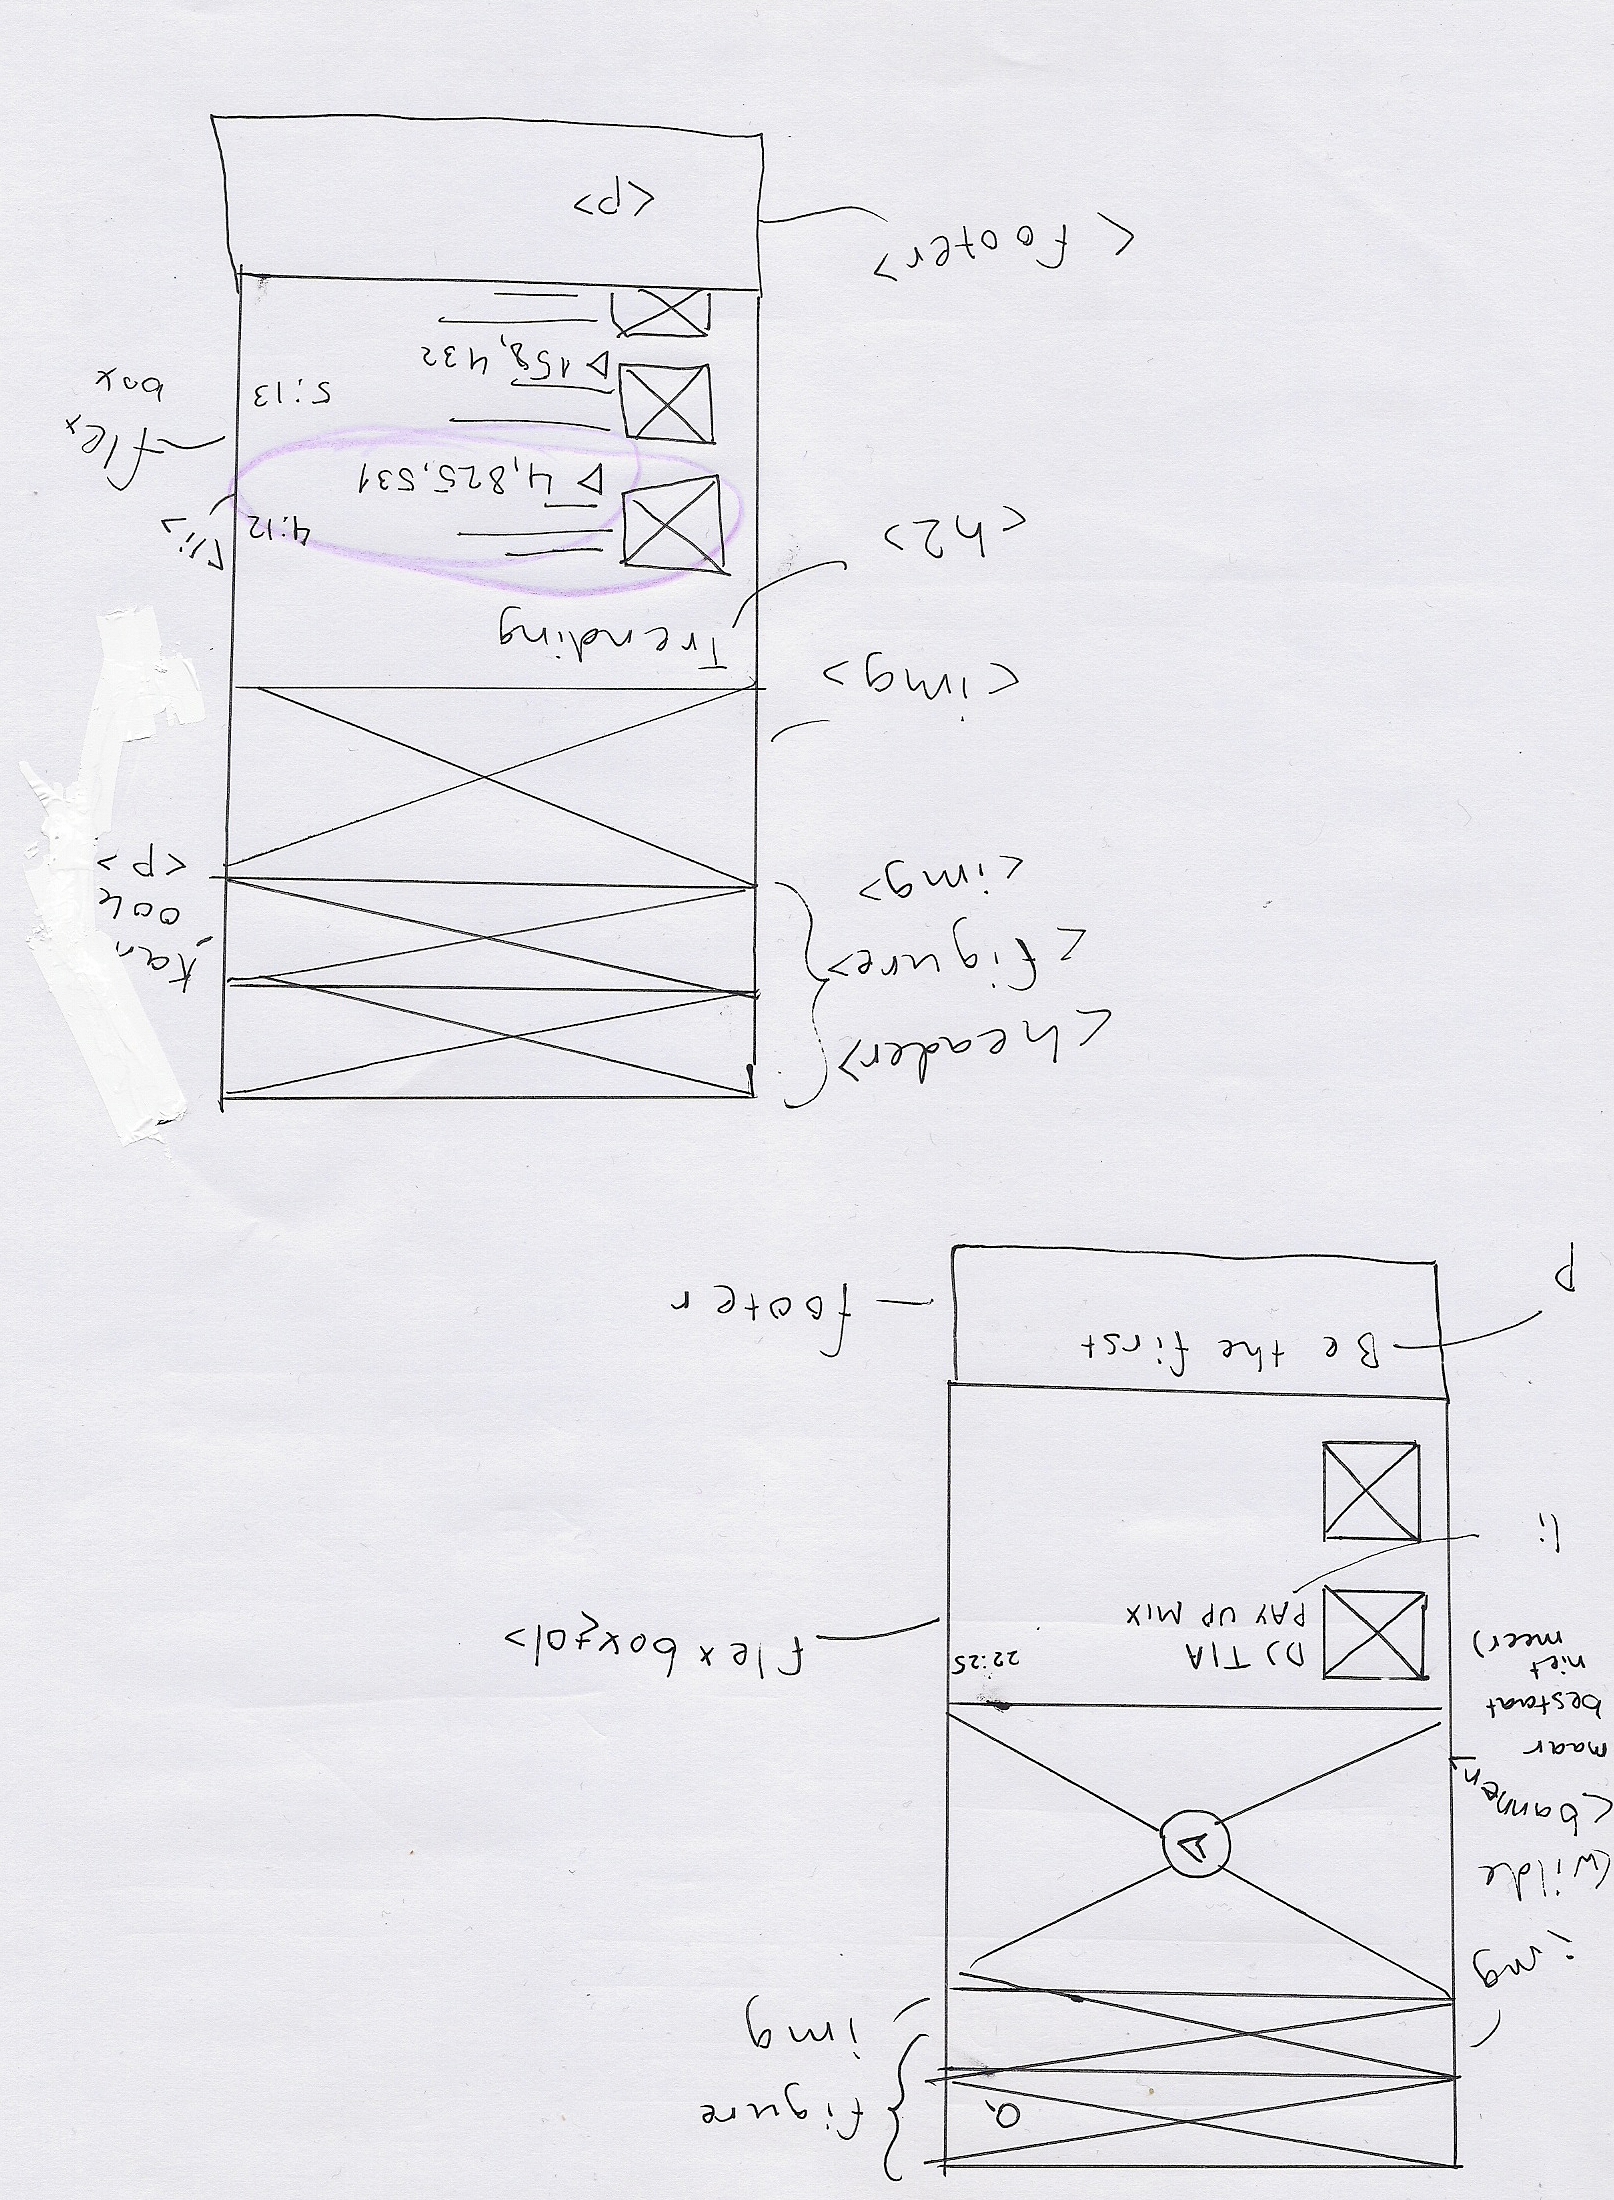 figure
img
img
(wilde
<banner>
maar
bestaat
niet
meer)
DJ TIA
22:25
PAY UP MIX
flexbox <ol>
li
Be the first
p
footer
<header>
<figure>
<img>
Kan
ook
<p>
<img>
Trending
<h2>
4:12
<li>
4,825,531
flex
box
5:13
158,432
<footer>
<p>